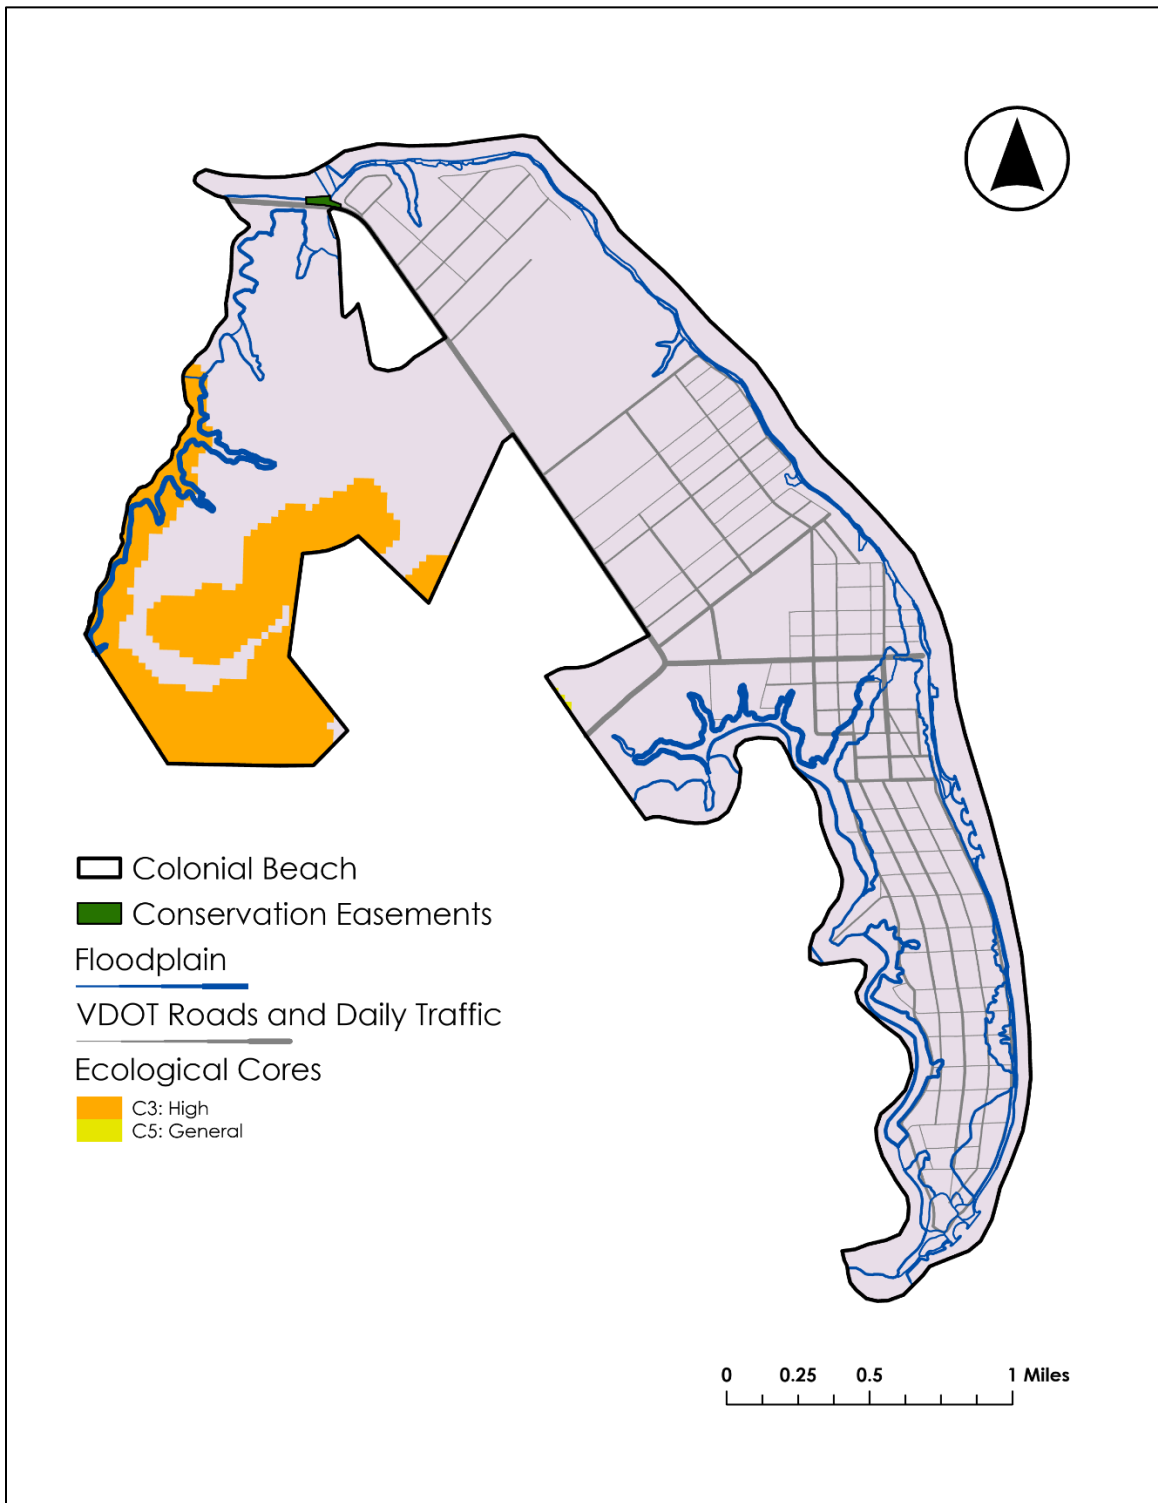 Colonial Beach
Conservation Easements
Floodplain
VDOT Roads and Daily Traffic
Ecological Cores
C3: High
C5: General
0 0.25 0.5 1 Miles